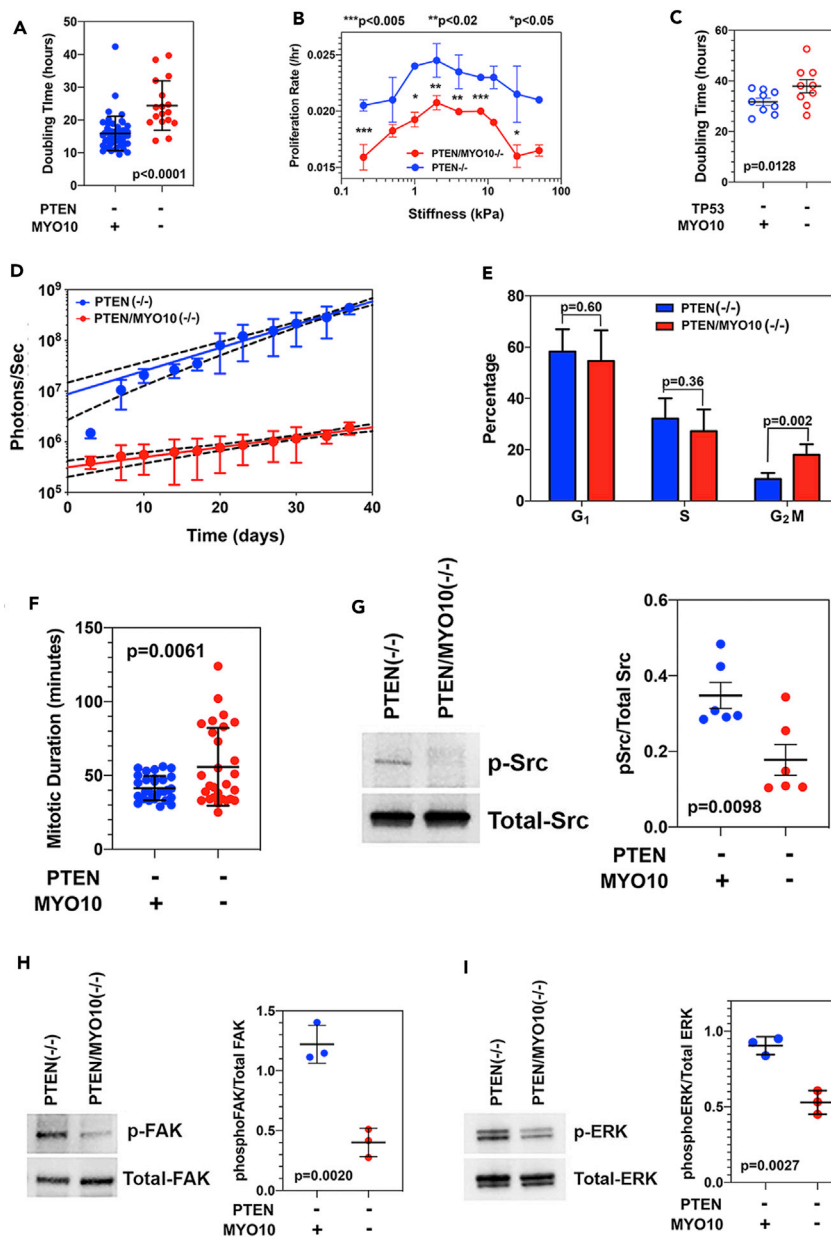 A
Doubling Time (hours)
50
40
30
20
10
0
p<0.0001
PTEN - -
MYO10 + -
B
***p<0.005 **p<0.02 *p<0.05
Proliferation Rate (/hr)
0.025
0.020
0.015
*
**
**
***
***
*
PTEN/MYO10-/-
PTEN-/-
0.1 1 10 100
Stiffness (kPa)
C
Doubling Time (hours)
60
40
20
0
p=0.0128
TP53 - -
MYO10 + -
D
Photons/Sec
10⁹
10⁸
10⁷
10⁶
10⁵
PTEN(-/-)
PTEN/MYO10(-/-)
0 10 20 30 40
Time (days)
E
Percentage
80
60
40
20
0
PTEN(-/-)
PTEN/MYO10 (-/-)
p=0.60
p=0.36
p=0.002
G₁ S G₂M
F
Mitotic Duration (minutes)
150
100
50
0
p=0.0061
PTEN - -
MYO10 + -
G
PTEN(-/-)
PTEN/MYO10(-/-)
p-Src
Total-Src
pSrc/Total Src
0.6
0.4
0.2
0.0
p=0.0098
PTEN - -
MYO10 + -
H
PTEN(-/-)
PTEN/MYO10(-/-)
p-FAK
Total-FAK
phosphoFAK/Total FAK
1.5
1.0
0.5
0.0
p=0.0020
PTEN - -
MYO10 + -
I
PTEN(-/-)
PTEN/MYO10(-/-)
p-ERK
Total-ERK
phosphoERK/Total ERK
1.0
0.5
0.0
p=0.0027
PTEN - -
MYO10 + -